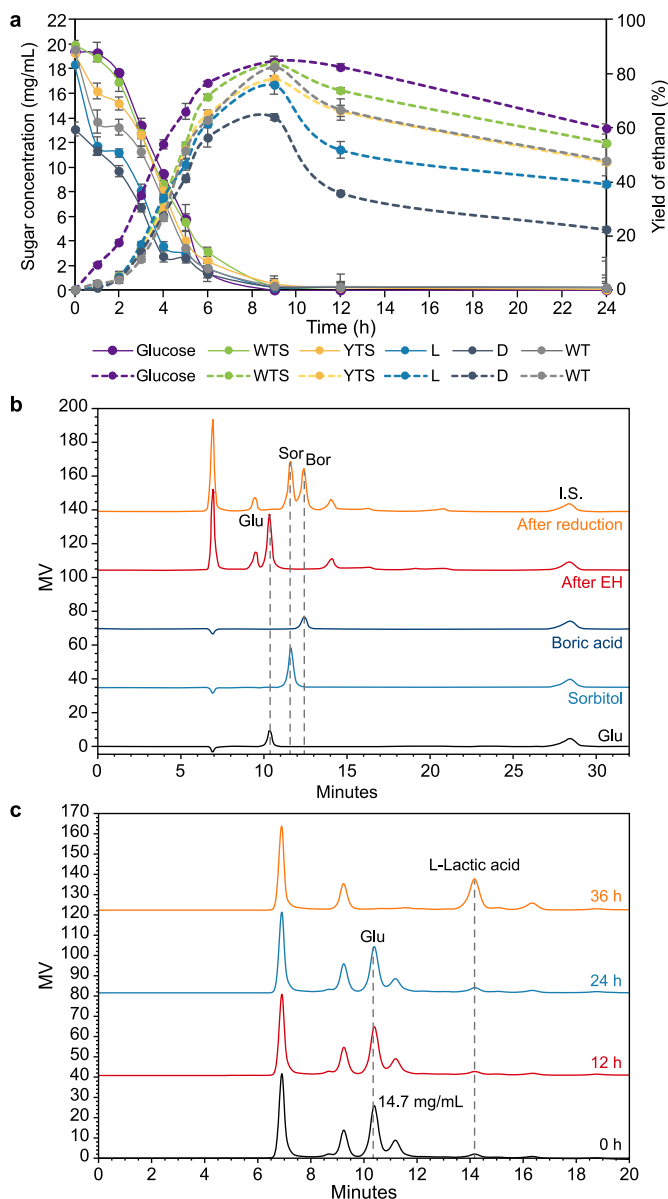 a
22
20
18
16
14
12
10
8
6
4
2
0
Sugar concentration (mg/mL)
100
80
60
40
20
0
Yield of ethanol (%)
0 2 4 6 8 10 12 14 16 18 20 22 24
Time (h)
Glucose WTS YTS L D WT
Glucose WTS YTS L D WT
b
200
180
160
140
120
100
80
60
40
20
0
MV
Sor Bor
I.S.
After reduction
Glu
After EH
Boric acid
Sorbitol
Glu
0 5 10 15 20 25 30
Minutes
c
170
160
150
140
130
120
110
100
90
80
70
60
50
40
30
20
10
0
MV
L-Lactic acid
36 h
Glu
24 h
12 h
14.7 mg/mL
0 h
0 2 4 6 8 10 12 14 16 18 20
Minutes